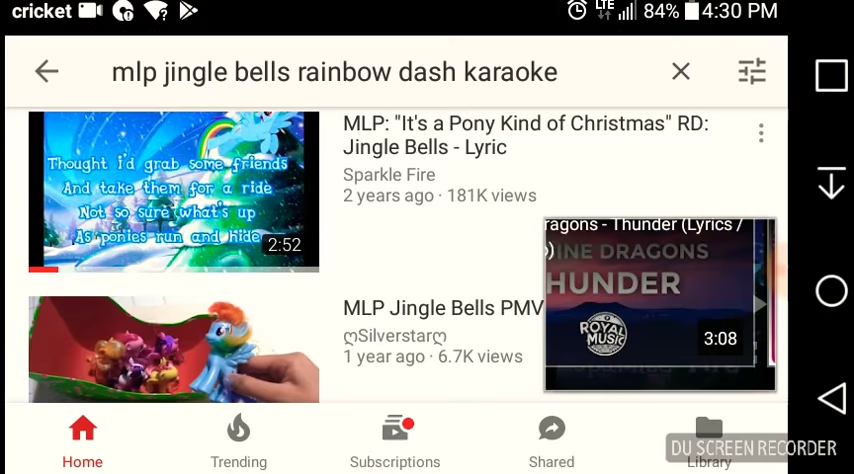 cricket LTE 84% 4:30 PM
mlp jingle bells rainbow dash karaoke
Thought I'd grab some friends
And take them for a ride
Not so sure what's up
As ponies run and hide
2:52
MLP: "It's a Pony Kind of Christmas" RD:
Jingle Bells - Lyric
Sparkle Fire
2 years ago · 181K views
ragons - Thunder (Lyrics /
INE DRAGONS
HUNDER
ROYAL
MUSIC
3:08
MLP Jingle Bells PMV
ღSilverstarღ
1 year ago · 6.7K views
Home Trending Subscriptions Shared Library
DU SCREEN RECORDER